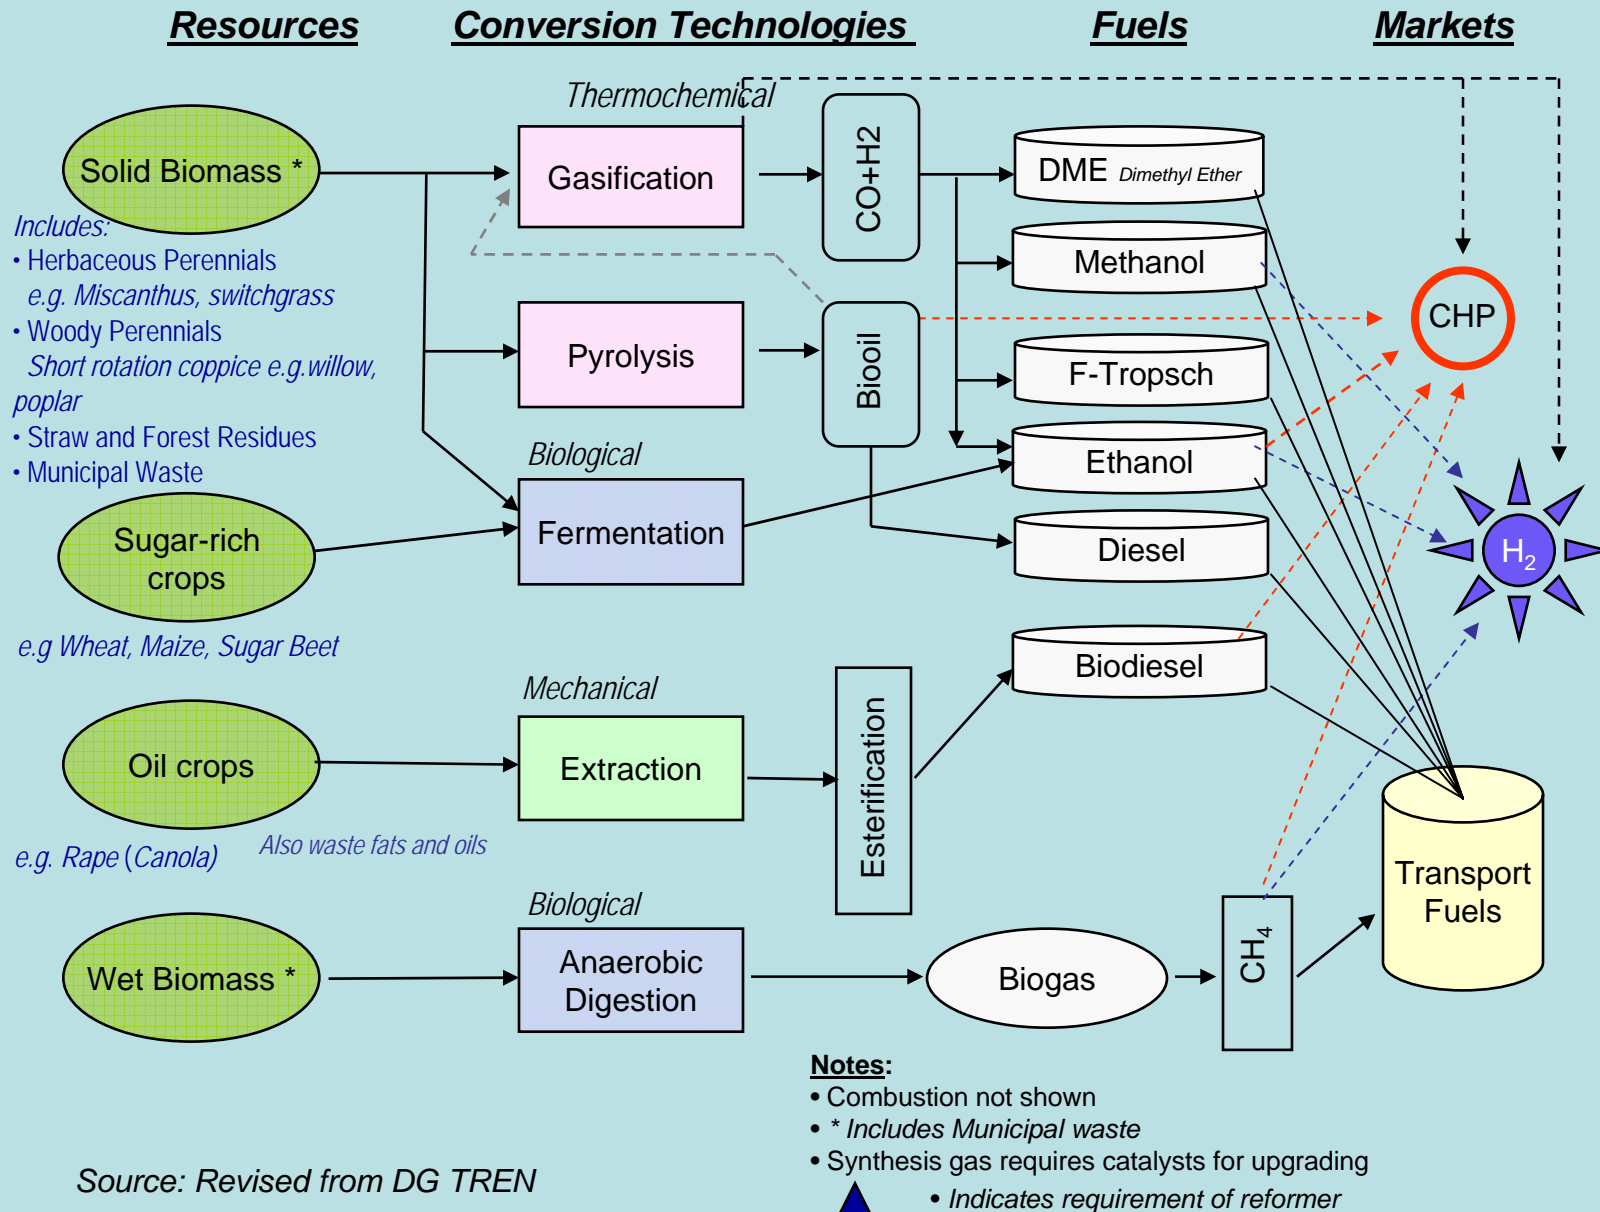 Resources
Conversion Technologies
Fuels
Markets
Thermochemical
Solid Biomass *
Gasification
CO+H2
DME Dimethyl Ether
Includes:
• Herbaceous Perennials
e.g. Miscanthus, switchgrass
• Woody Perennials
Short rotation coppice e.g.willow,
poplar
• Straw and Forest Residues
• Municipal Waste
Methanol
CHP
Pyrolysis
Biooil
F-Tropsch
Biological
Ethanol
Sugar-rich
crops
Fermentation
Diesel
H2
e.g Wheat, Maize, Sugar Beet
Biodiesel
Mechanical
Oil crops
Extraction
Esterification
e.g. Rape (Canola)
Also waste fats and oils
Transport
Fuels
Biological
Wet Biomass *
Anaerobic
Digestion
Biogas
CH4
Notes:
• Combustion not shown
• * Includes Municipal waste
• Synthesis gas requires catalysts for upgrading
• Indicates requirement of reformer
Source: Revised from DG TREN